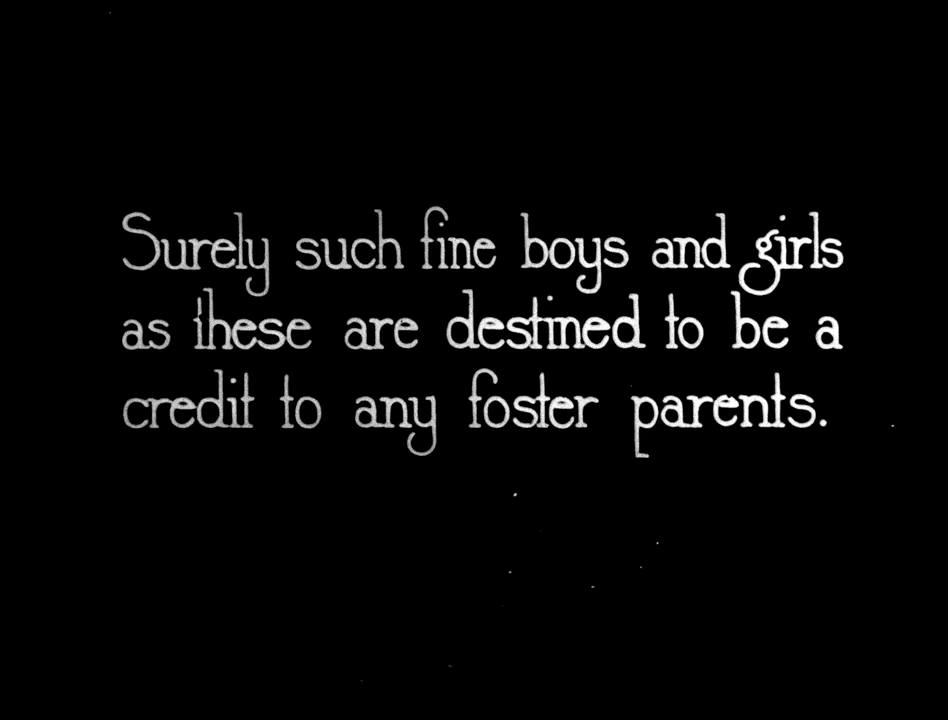 Surely such fine boys and girls
as these are destined to be a
credit to any foster parents.